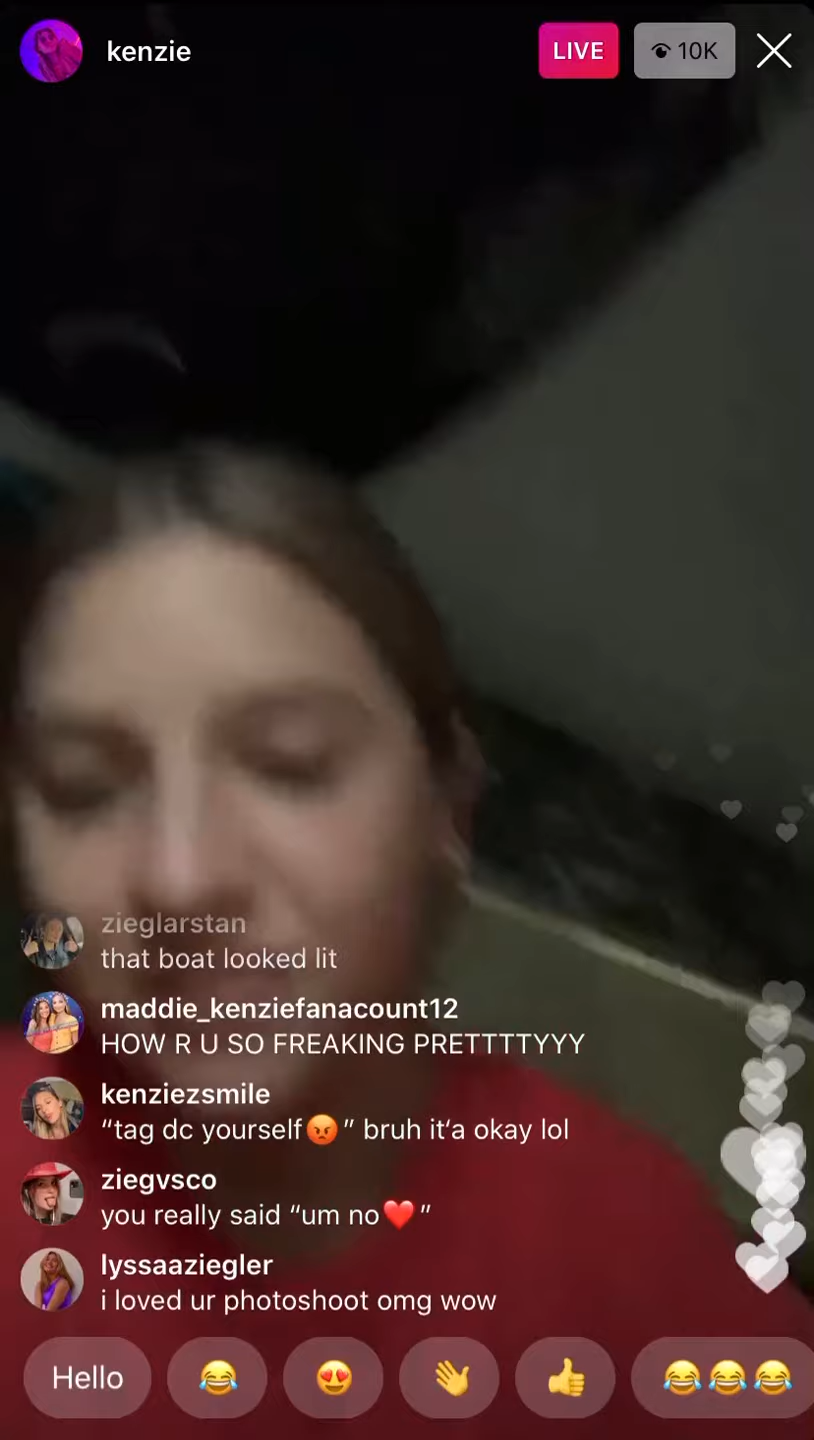 kenzie
LIVE
10K
zieglarstan
that boat looked lit
maddie_kenziefanacount12
HOW R U SO FREAKING PRETTTTYYY
kenziezsmile
“tag dc yourself😡” bruh it‘a okay lol
ziegvsco
you really said “um no❤️”
lyssaaziegler
i loved ur photoshoot omg wow
Hello 😂 😍 👋 👍 😂😂😂